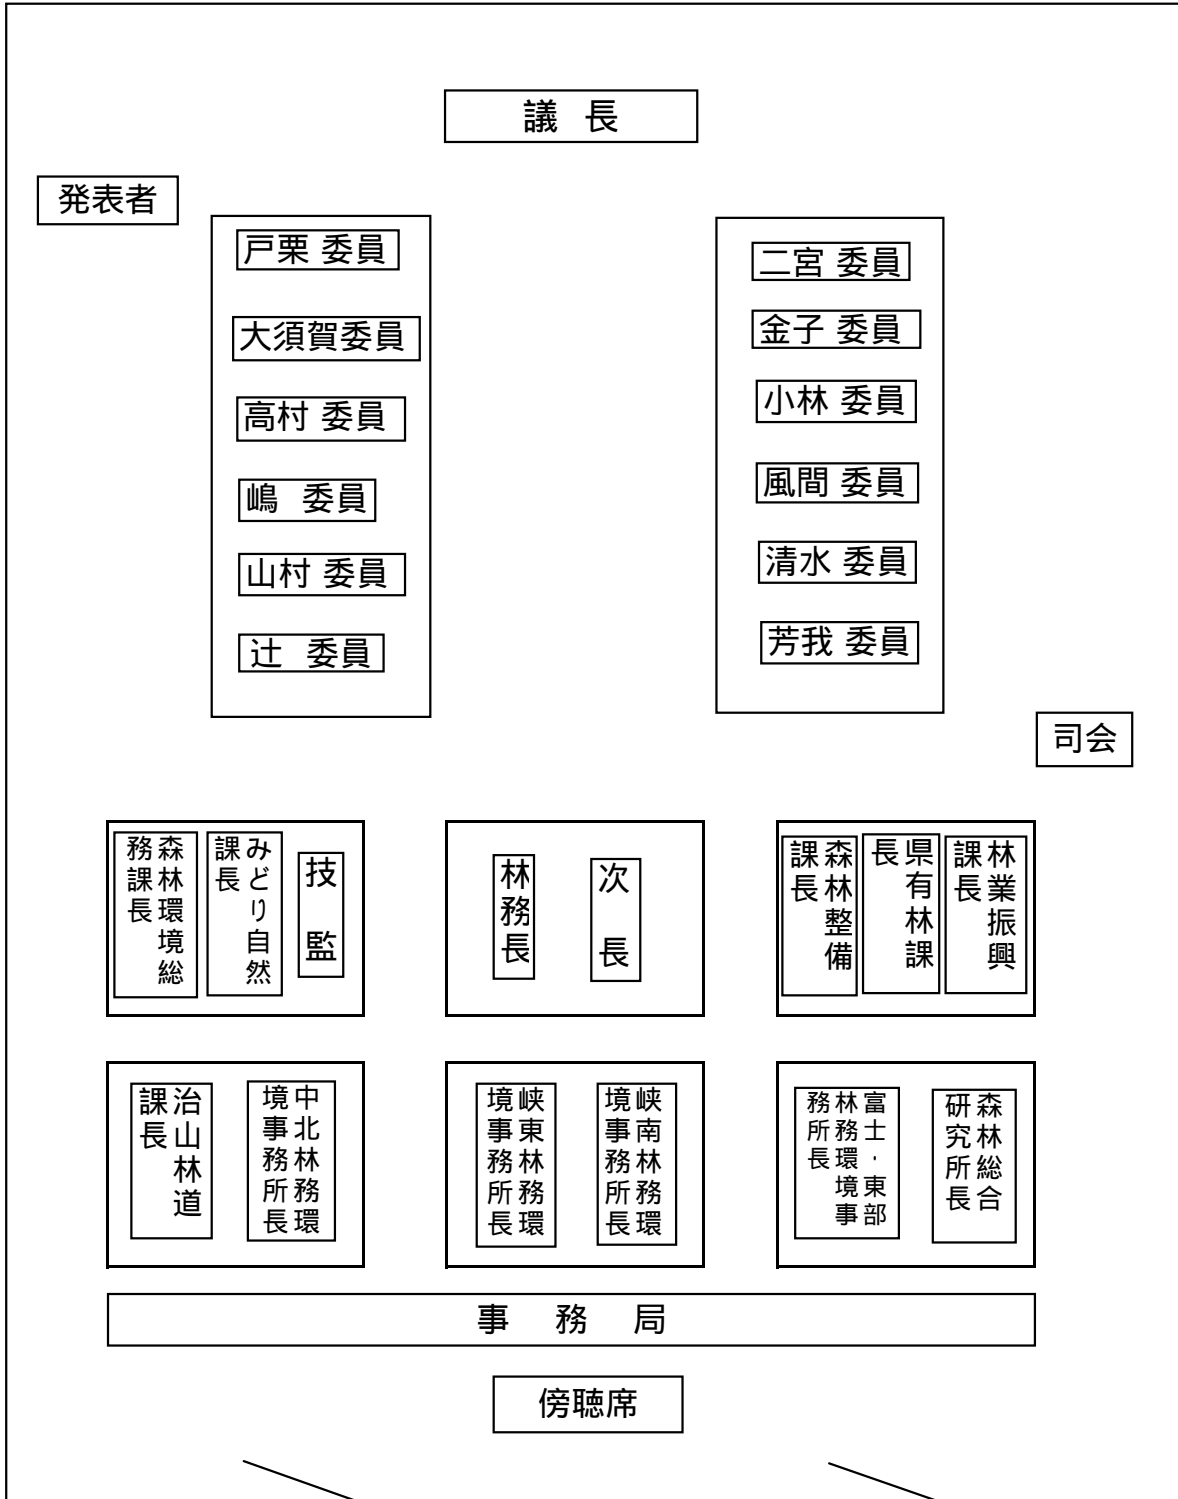 議 長
発表者
戸栗 委員
大須賀委員
高村 委員
嶋 委員
山村 委員
辻 委員
二宮 委員
金子 委員
小林 委員
風間 委員
清水 委員
芳我 委員
司会
森林環境総
務課長
みどり自然
課長
技 監
林務長
次 長
森林整備
課長
県有林課
長
林業振興
課長
治山林道
課長
中北林務環
境事務所長
峡東林務環
境事務所長
峡南林務環
境事務所長
富士・東部
林務環境事
務所長
森林総合
研究所長
事 務 局
傍聴席